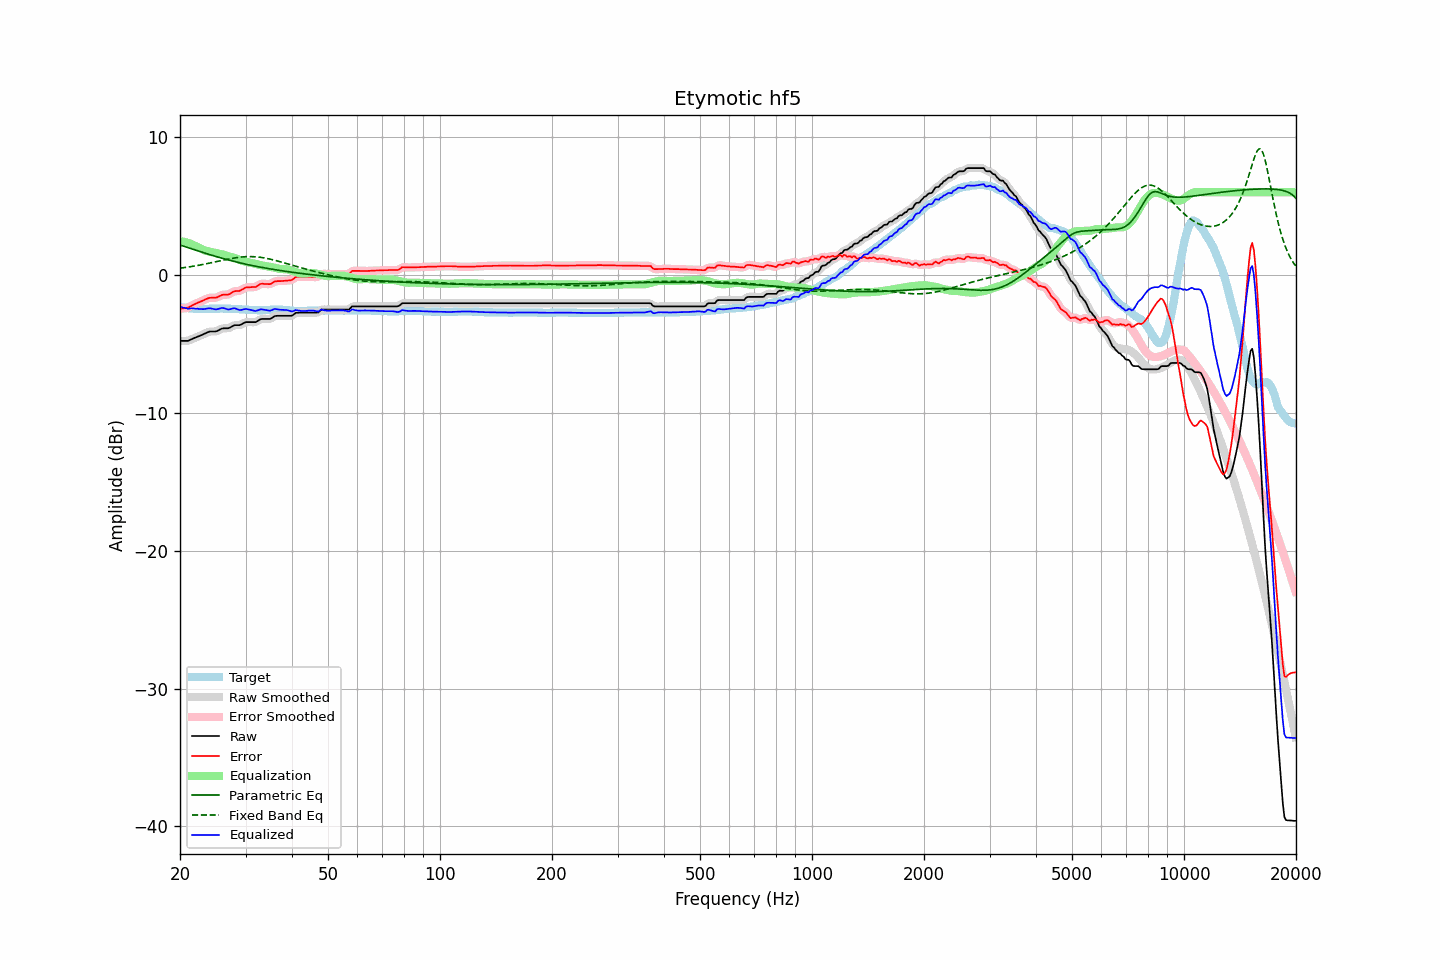 Etymotic hf5
Amplitude (dBr)
10
0
−10
−20
−30
−40
Target
Raw Smoothed
Error Smoothed
Raw
Error
Equalization
Parametric Eq
Fixed Band Eq
Equalized
20 50 100 200 500 1000 2000 5000 10000 20000
Frequency (Hz)